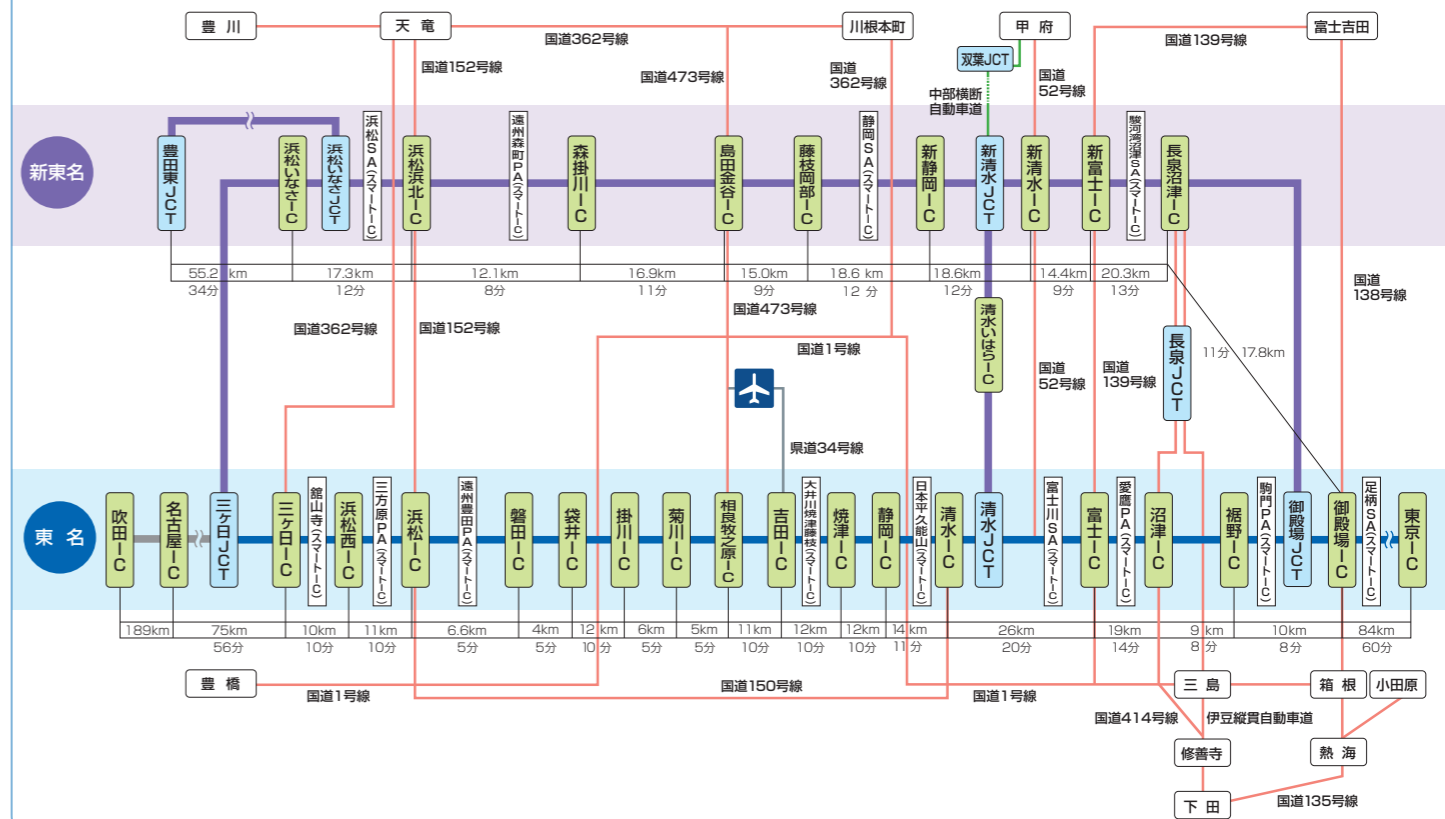 豊川
天竜
川根本町
甲府
富士吉田
国道362号線
国道139号線
国道152号線
国道473号線
国道
362号線
双葉JCT
国道
52号線
中部横断
自動車道
新東名
豊田東JCT
浜松いなさIC
浜松いなさJCT
浜松SA(スマートIC)
浜松浜北IC
遠州森町PA(スマートIC)
森掛川IC
島田金谷IC
藤枝岡部IC
静岡SA(スマートIC)
新静岡IC
新清水JCT
新清水IC
新富士IC
駿河湾沼津SA(スマートIC)
長泉沼津IC
55.2 km
17.3km
12.1km
16.9km
15.0km
18.6 km
18.6km
14.4km
20.3km
34分
12分
8分
11分
9分
12 分
12分
9分
13分
国道
138号線
国道362号線
国道152号線
国道473号線
国道1号線
清水いはらIC
国道
52号線
国道
139号線
長泉JCT
11分 17.8km
県道34号線
東名
吹田IC
名古屋IC
三ケ日JCT
三ケ日IC
舘山寺(スマートIC)
浜松西IC
三方原PA(スマートIC)
浜松IC
遠州豊田PA(スマートIC)
磐田IC
袋井IC
掛川IC
菊川IC
相良牧之原IC
吉田IC
大井川焼津藤枝(スマートIC)
焼津IC
静岡IC
日本平久能山(スマートIC)
清水IC
清水JCT
富士川SA(スマートIC)
富士IC
愛鷹PA(スマートIC)
沼津IC
裾野IC
駒門PA(スマートIC)
御殿場JCT
御殿場IC
足柄SA(スマートIC)
東京IC
189km
75km
10km
11km
6.6km
4km
12 km
6km
5km
11km
12km
12km
14 km
26km
19km
9 km
10km
84km
56分
10分
10分
5分
5分
10分
5分
5分
10分
10分
10分
11分
20分
14分
8分
8分
60分
豊橋
国道1号線
国道150号線
国道1号線
三島
箱根
小田原
国道414号線
伊豆縦貫自動車道
修善寺
熱海
下田
国道135号線